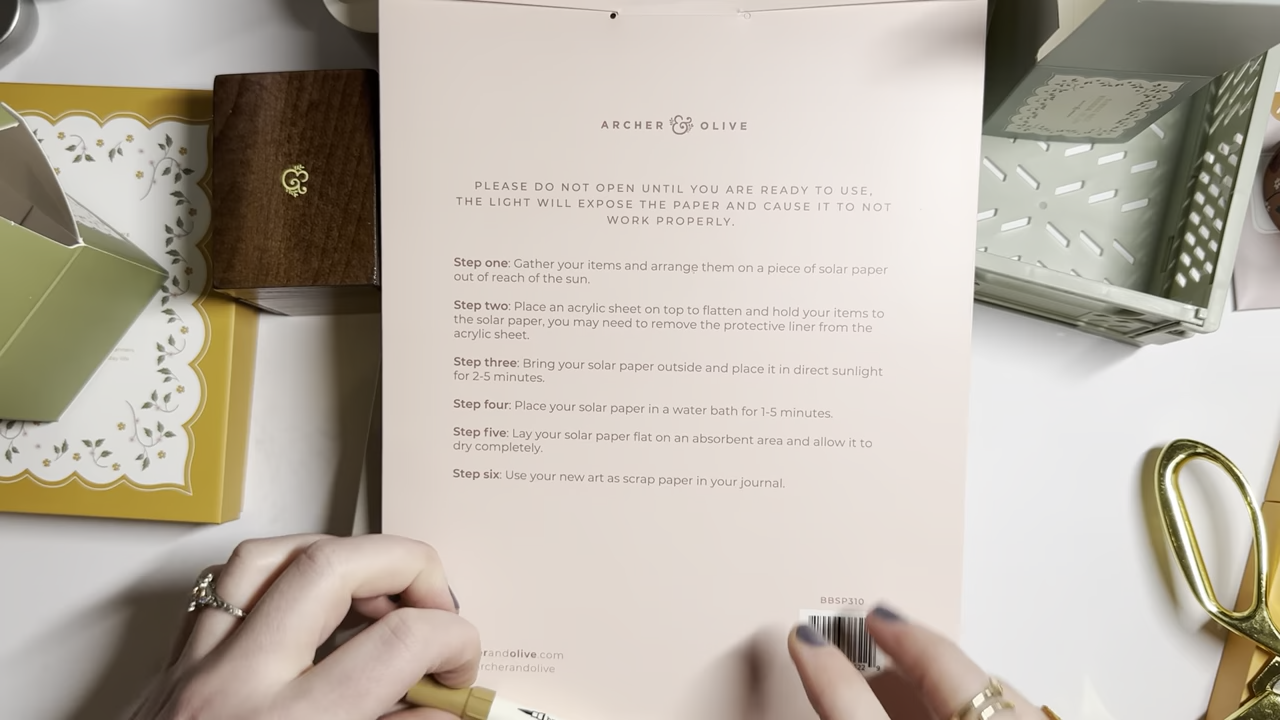 ARCHER & OLIVE
PLEASE DO NOT OPEN UNTIL YOU ARE READY TO USE,
THE LIGHT WILL EXPOSE THE PAPER AND CAUSE IT TO NOT
WORK PROPERLY.
Step one: Gather your items and arrange them on a piece of solar paper
out of reach of the sun.
Step two: Place an acrylic sheet on top to flatten and hold your items to
the solar paper, you may need to remove the protective liner from the
acrylic sheet.
Step three: Bring your solar paper outside and place it in direct sunlight
for 2-5 minutes.
Step four: Place your solar paper in a water bath for 1-5 minutes.
Step five: Lay your solar paper flat on an absorbent area and allow it to
dry completely.
Step six: Use your new art as scrap paper in your journal.
BBSP310
randolive.com
rcherandolive